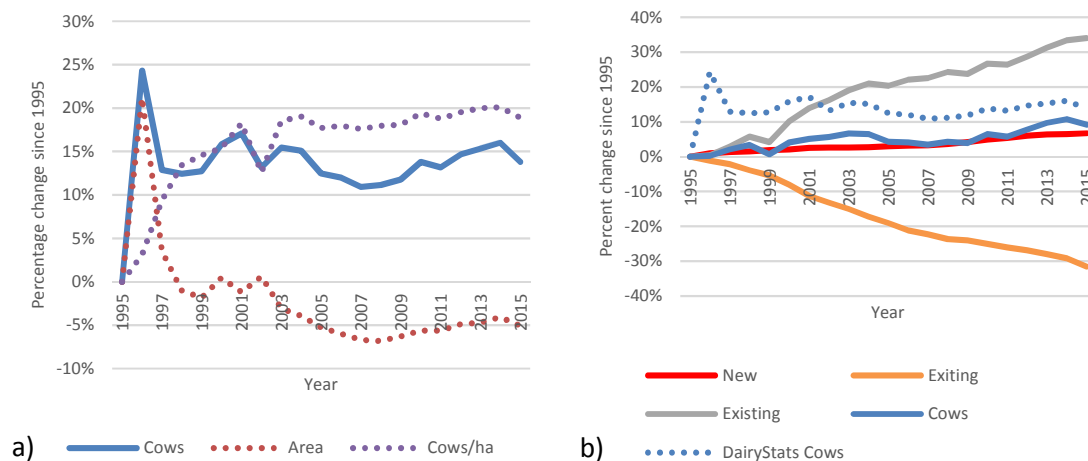 30%
25%
20%
15%
10%
5%
0%
-5%
-10%
Percentage change since 1995
1995
1997
1999
2001
2003
2005
2007
2009
2011
2013
2015
Year
a)
Cows
Area
Cows/ha
40%
30%
20%
10%
0%
-10%
-20%
-30%
-40%
Percent change since 1995
1995
1997
1999
2001
2003
2005
2007
2009
2011
2013
2015
Year
New
Exiting
Existing
Cows
b)
DairyStats Cows